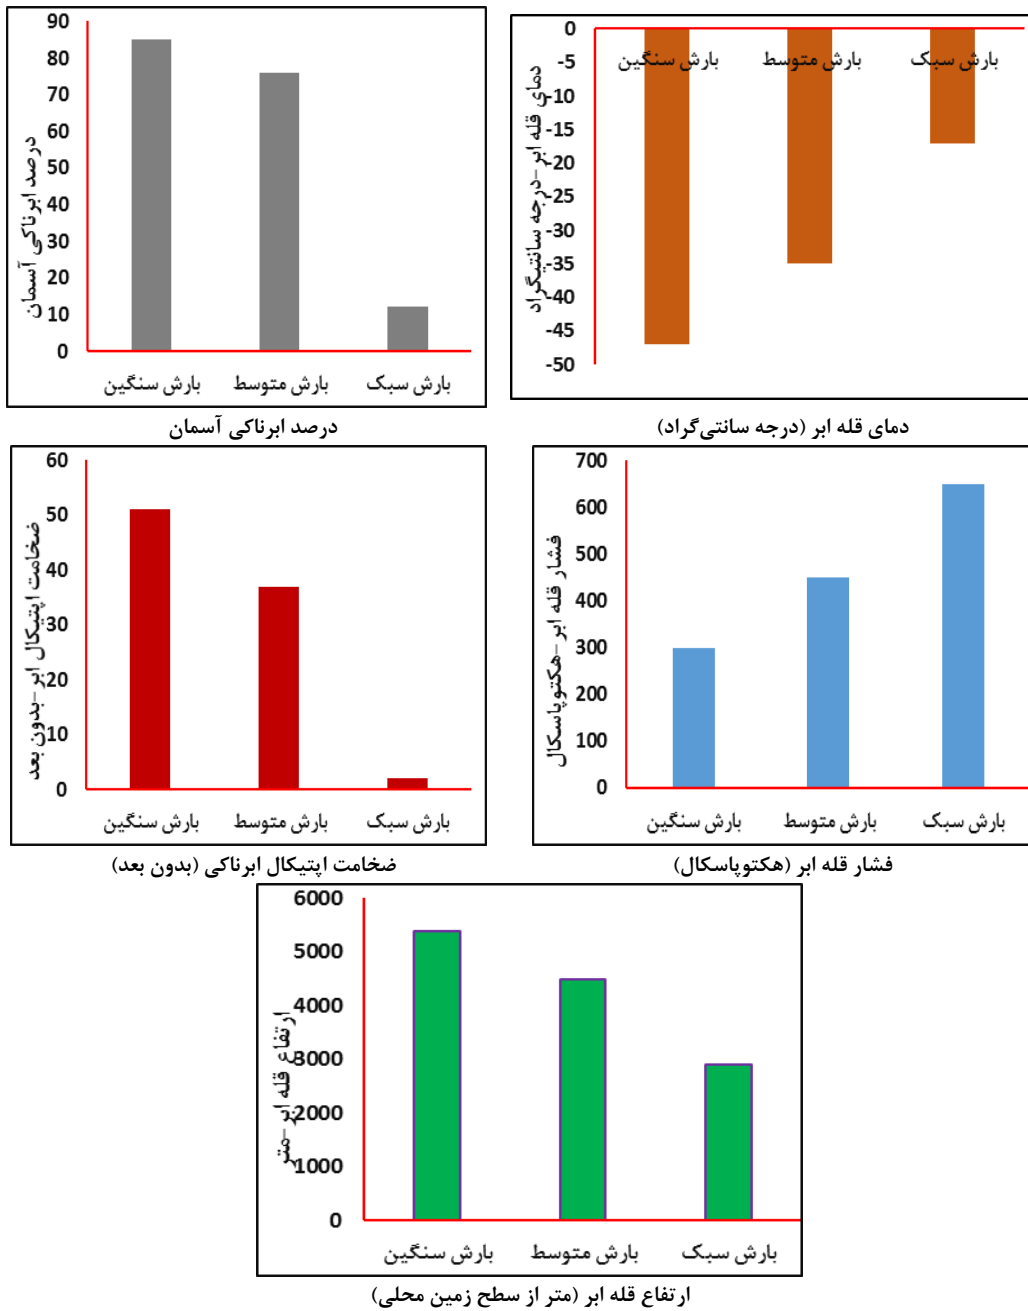 درصد ابرناکی آسمان
90
80
70
60
50
40
30
20
10
0
بارش سنگین بارش متوسط بارش سبک
درصد ابرناکی آسمان
دمای قله ابر-درجه سانتیگراد
0
-5
-10
-15
-20
-25
-30
-35
-40
-45
-50
بارش سنگین بارش متوسط بارش سبک
دمای قله ابر (درجه سانتی‌گراد)
ضخامت اپتیکال ابر-بدون بعد
60
50
40
30
20
10
0
بارش سنگین بارش متوسط بارش سبک
ضخامت اپتیکال ابرناکی (بدون بعد)
فشار قله ابر-هکتوپاسکال
700
600
500
400
300
200
100
0
بارش سنگین بارش متوسط بارش سبک
فشار قله ابر (هکتوپاسکال)
ارتفاع قله ابر-متر
6000
5000
4000
3000
2000
1000
0
بارش سنگین بارش متوسط بارش سبک
ارتفاع قله ابر (متر از سطح زمین محلی)